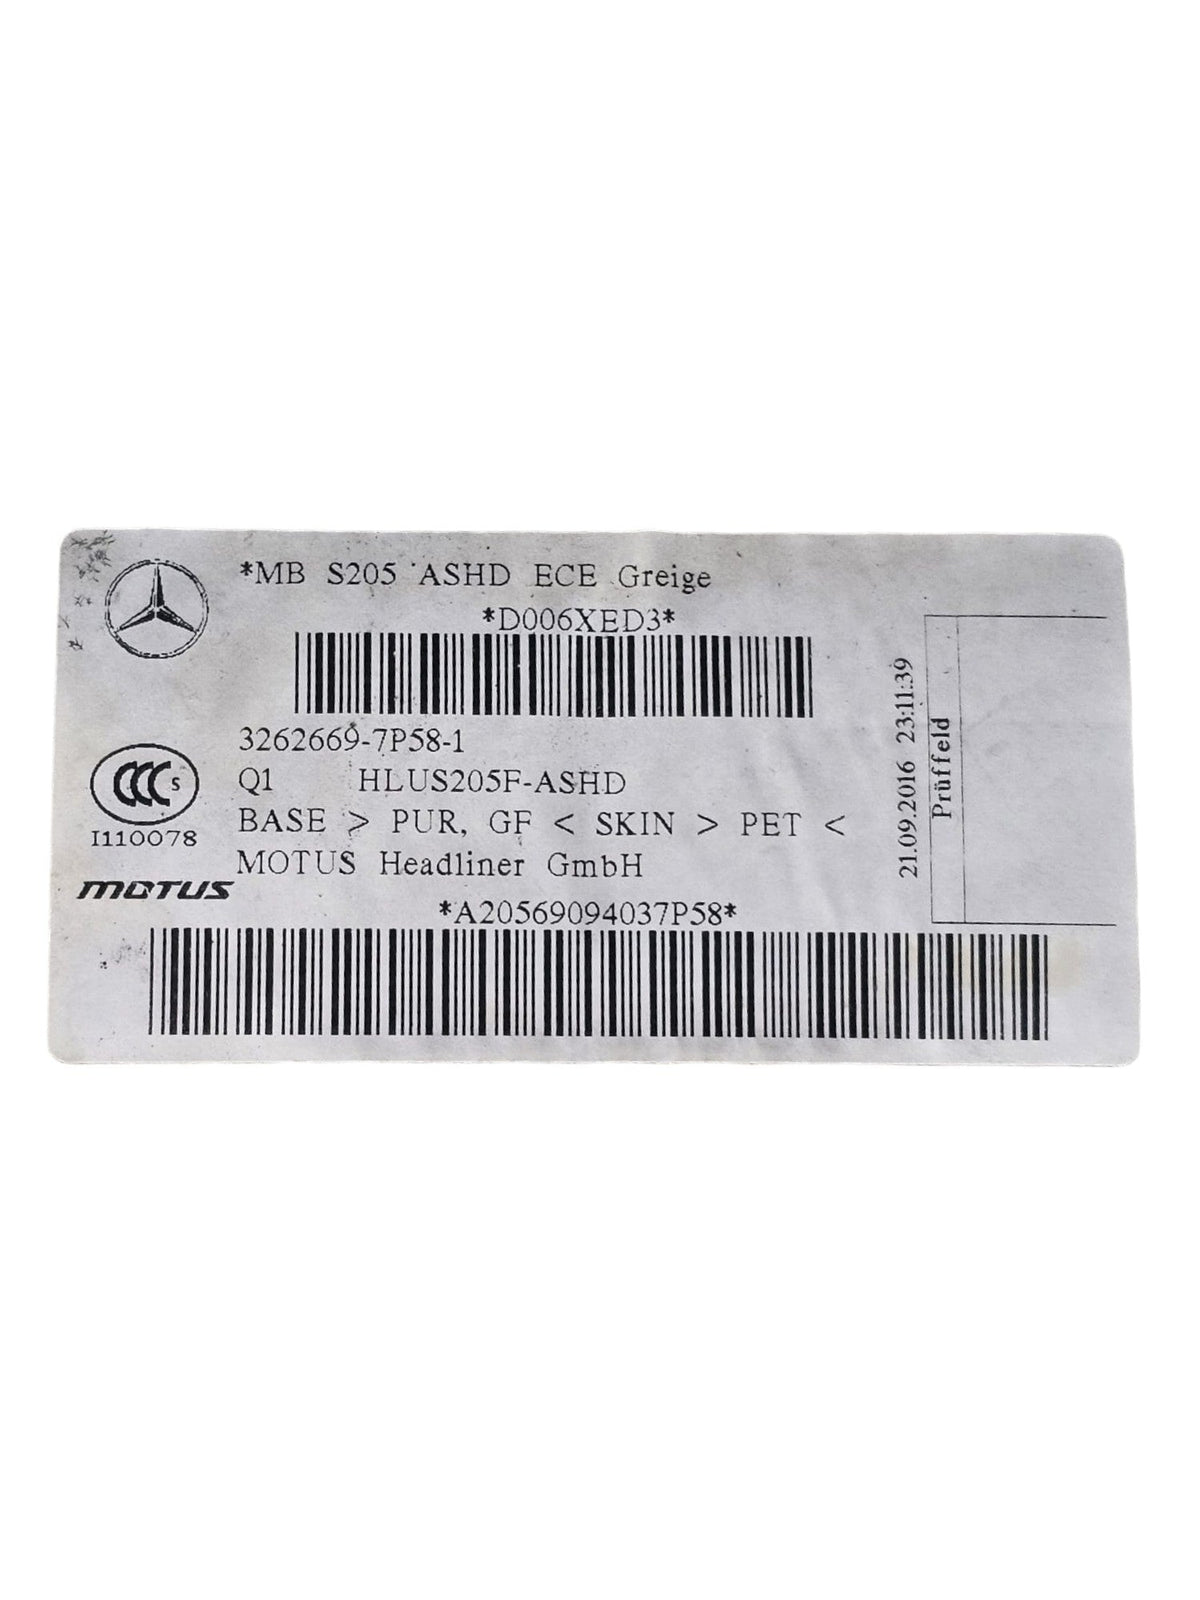 *MB S205 ASHD ECE Greige
*D006XED3*
3262669-7P58-1
Q1 HLUS205F-ASHD
BASE > PUR, GF < SKIN > PET <
MOTUS Headliner GmbH
*A20569094037P58*
CCC S
I110078
MOTUS
21.09.2016 23:11:39
Prüffeld